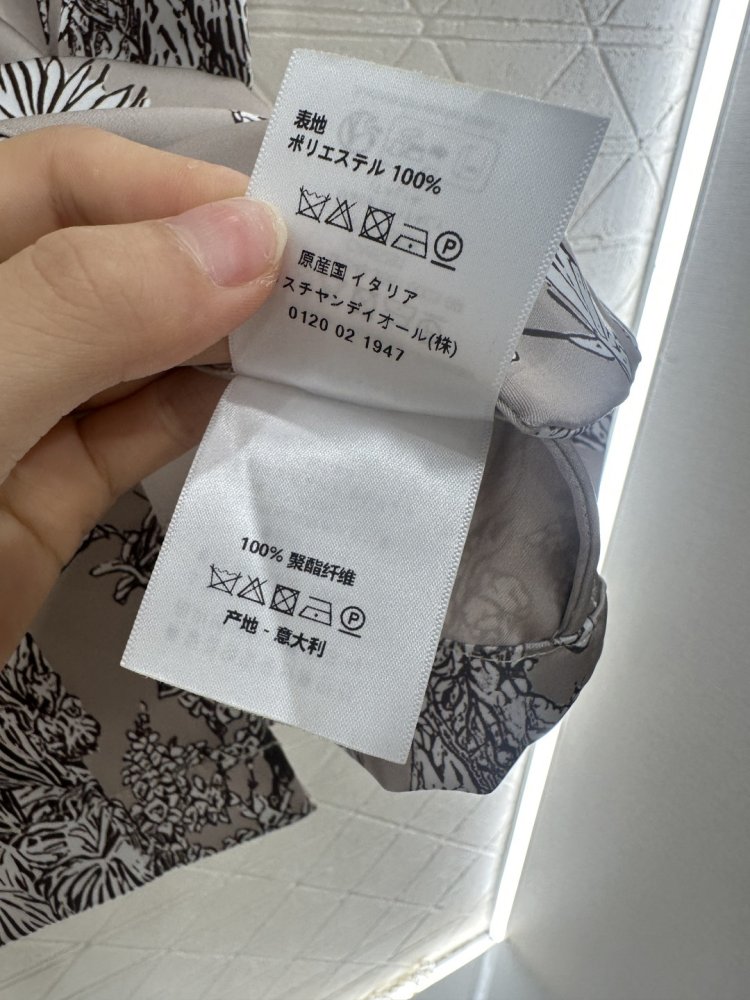 表地
ポリエステル 100%
P
原産国 イタリア
スチャンディオール(株)
0120 02 1947
100% 聚酯纤维
P
产地 - 意大利